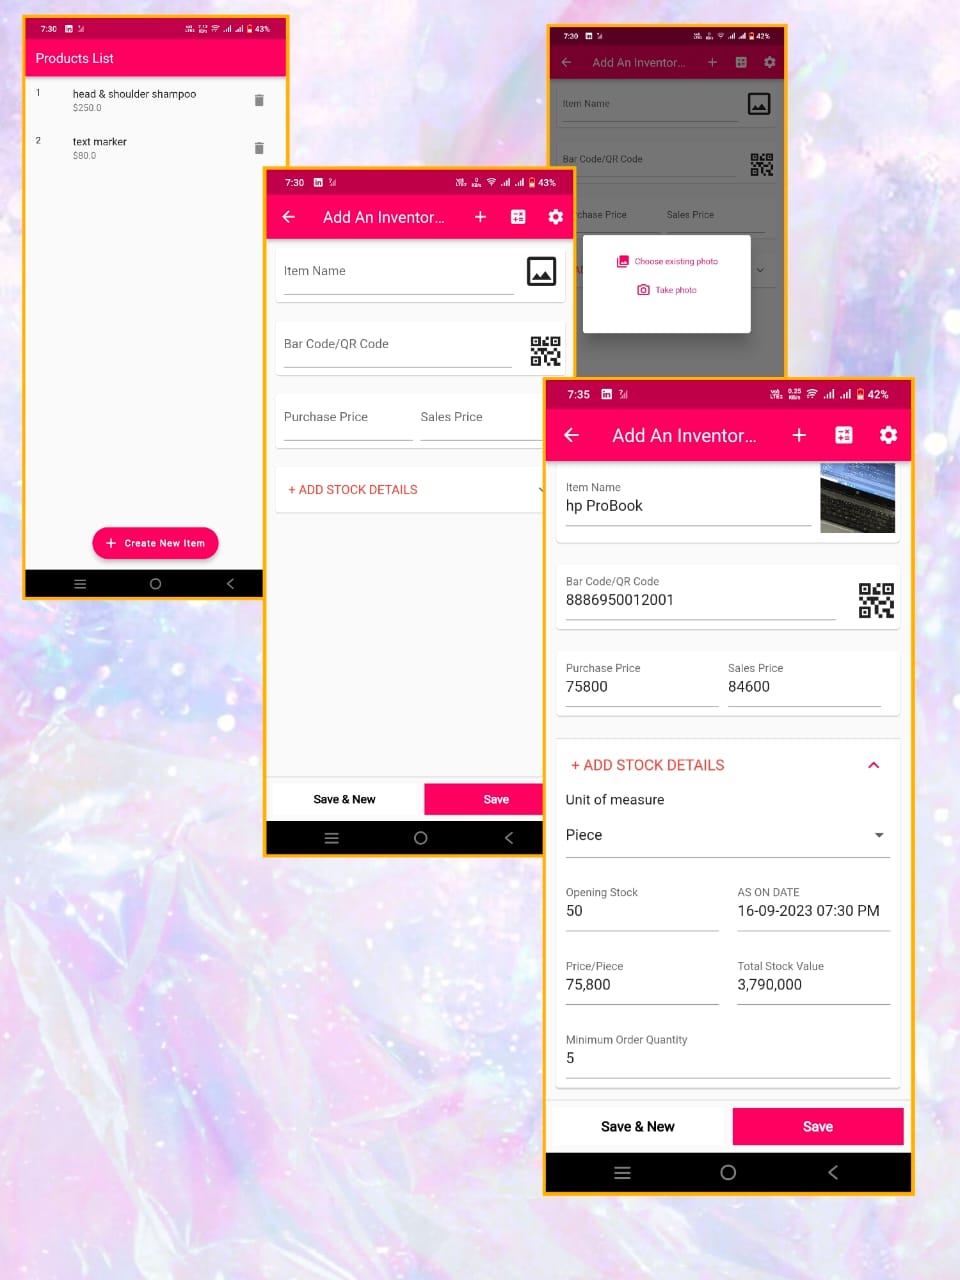 7:30
43%
Products List
1
head & shoulder shampoo
$250.0
2
text marker
$80.0
+ Create New Item
7:30
43%
Add An Inventor...
Item Name
Bar Code/QR Code
Purchase Price
Sales Price
+ ADD STOCK DETAILS
Save & New
Save
7:30
42%
Add An Inventor...
Item Name
Bar Code/QR Code
rchase Price
Sales Price
Choose existing photo
Take photo
7:35
0.25
KB/s
42%
Add An Inventor...
Item Name
hp ProBook
Bar Code/QR Code
8886950012001
Purchase Price
Sales Price
75800
84600
+ ADD STOCK DETAILS
Unit of measure
Piece
Opening Stock
AS ON DATE
50
16-09-2023 07:30 PM
Price/Piece
Total Stock Value
75,800
3,790,000
Minimum Order Quantity
5
Save & New
Save